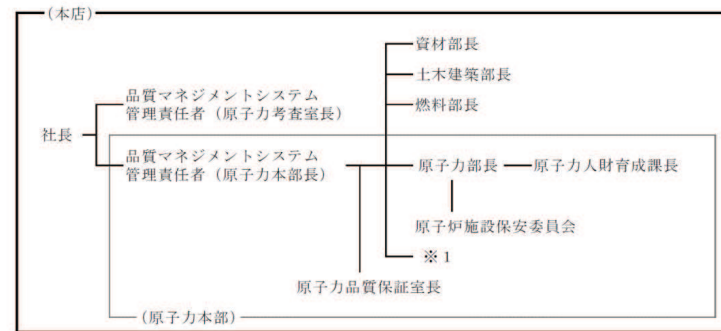 （本店）
資材部長
土木建築部長
燃料部長
品質マネジメントシステム
管理責任者（原子力考査室長）
社長
品質マネジメントシステム
管理責任者（原子力本部長）
原子力部長
原子力人財育成課長
原子炉施設保安委員会
※１
原子力品質保証室長
（原子力本部）